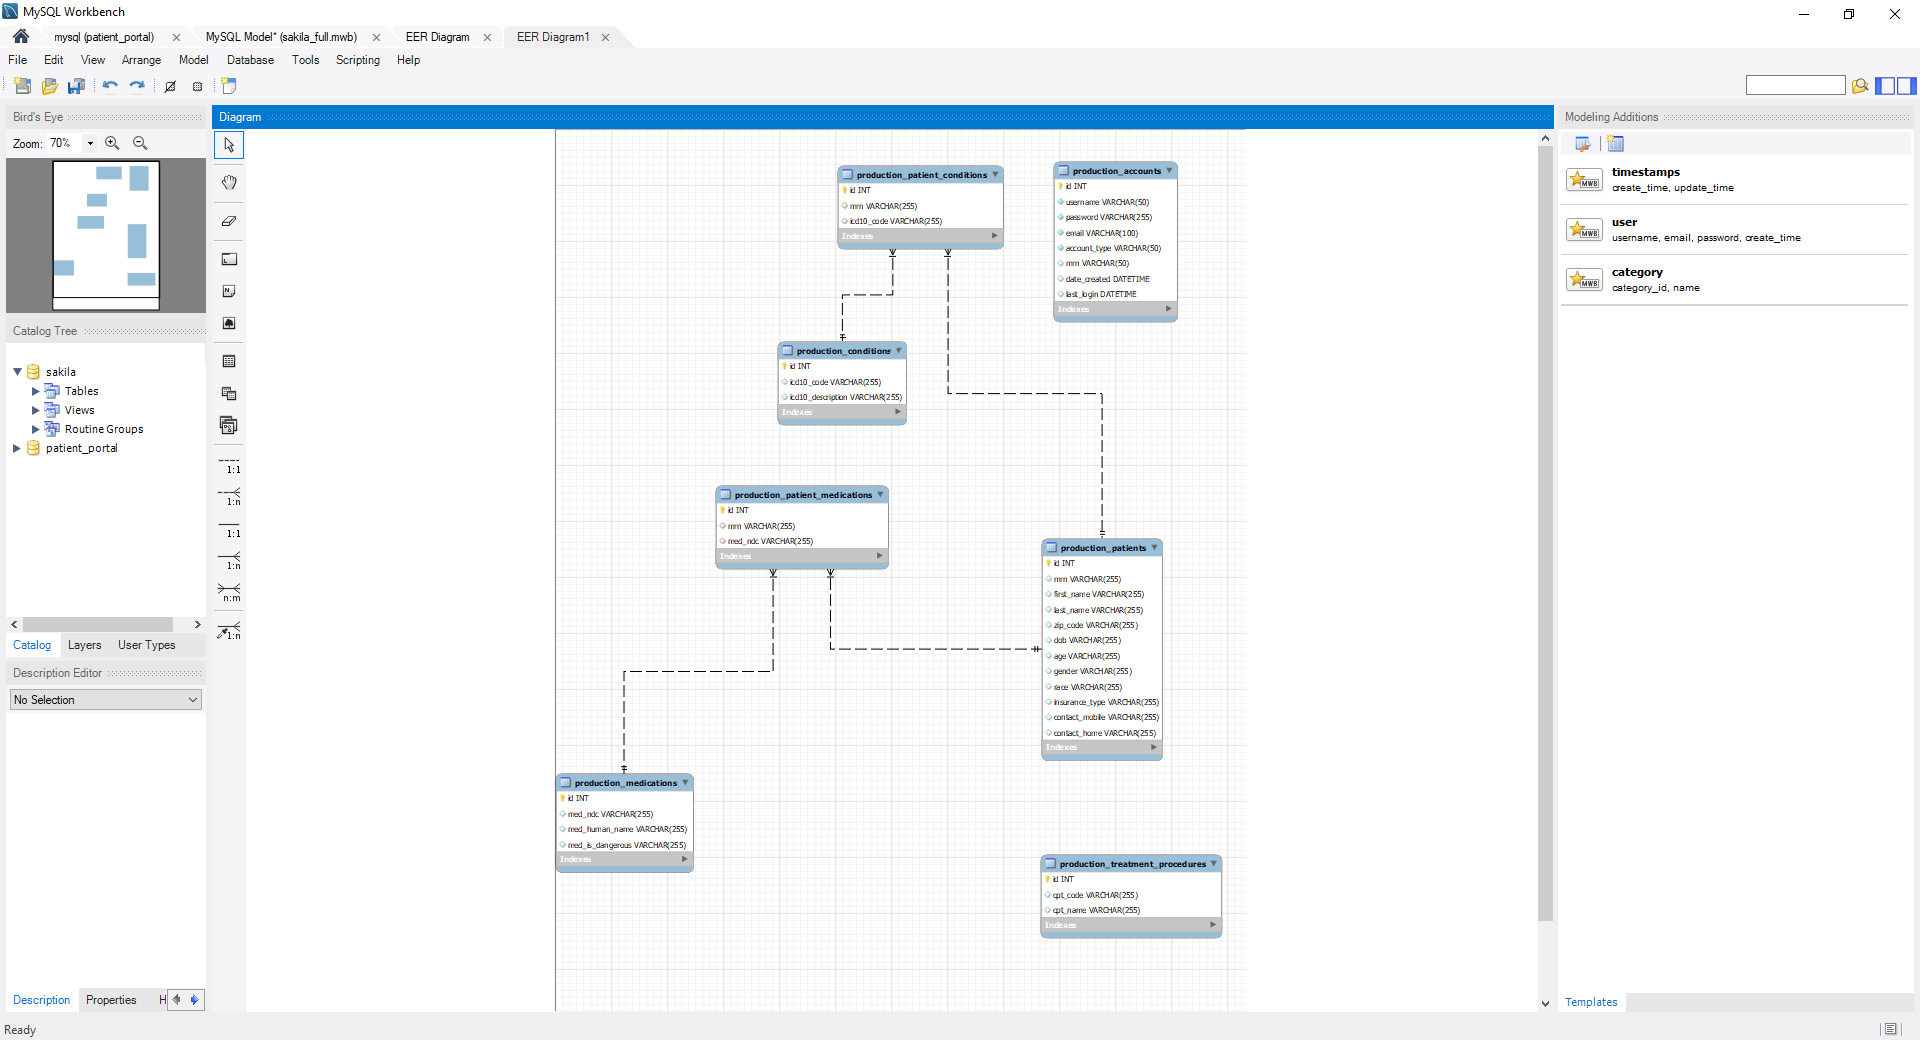 MySQL Workbench
mysql (patient_portal)
MySQL Model* (sakila_full.mwb)
EER Diagram
EER Diagram1
File Edit View Arrange Model Database Tools Scripting Help
Bird's Eye
Zoom: 70%
Catalog Tree
sakila
Tables
Views
Routine Groups
patient_portal
Catalog Layers User Types
Description Editor
No Selection
Description Properties H
Ready
Diagram
1:1
1:n
1:1
1:n
n:m
1:n
production_patient_conditions
id INT
mrn VARCHAR(255)
icd10_code VARCHAR(255)
Indexes
production_accounts
id INT
username VARCHAR(50)
password VARCHAR(255)
email VARCHAR(100)
account_type VARCHAR(50)
mrn VARCHAR(50)
date_created DATETIME
last_login DATETIME
Indexes
production_conditions
id INT
icd10_code VARCHAR(255)
icd10_description VARCHAR(255)
Indexes
production_patient_medications
id INT
mrn VARCHAR(255)
med_ndc VARCHAR(255)
Indexes
production_patients
id INT
mrn VARCHAR(255)
first_name VARCHAR(255)
last_name VARCHAR(255)
zip_code VARCHAR(255)
dob VARCHAR(255)
age VARCHAR(255)
gender VARCHAR(255)
race VARCHAR(255)
insurance_type VARCHAR(255)
contact_mobile VARCHAR(255)
contact_home VARCHAR(255)
Indexes
production_medications
id INT
med_ndc VARCHAR(255)
med_human_name VARCHAR(255)
med_is_dangerous VARCHAR(255)
Indexes
production_treatment_procedures
id INT
cpt_code VARCHAR(255)
cpt_name VARCHAR(255)
Indexes
Modeling Additions
MWB
timestamps
create_time, update_time
MWB
user
username, email, password, create_time
MWB
category
category_id, name
Templates